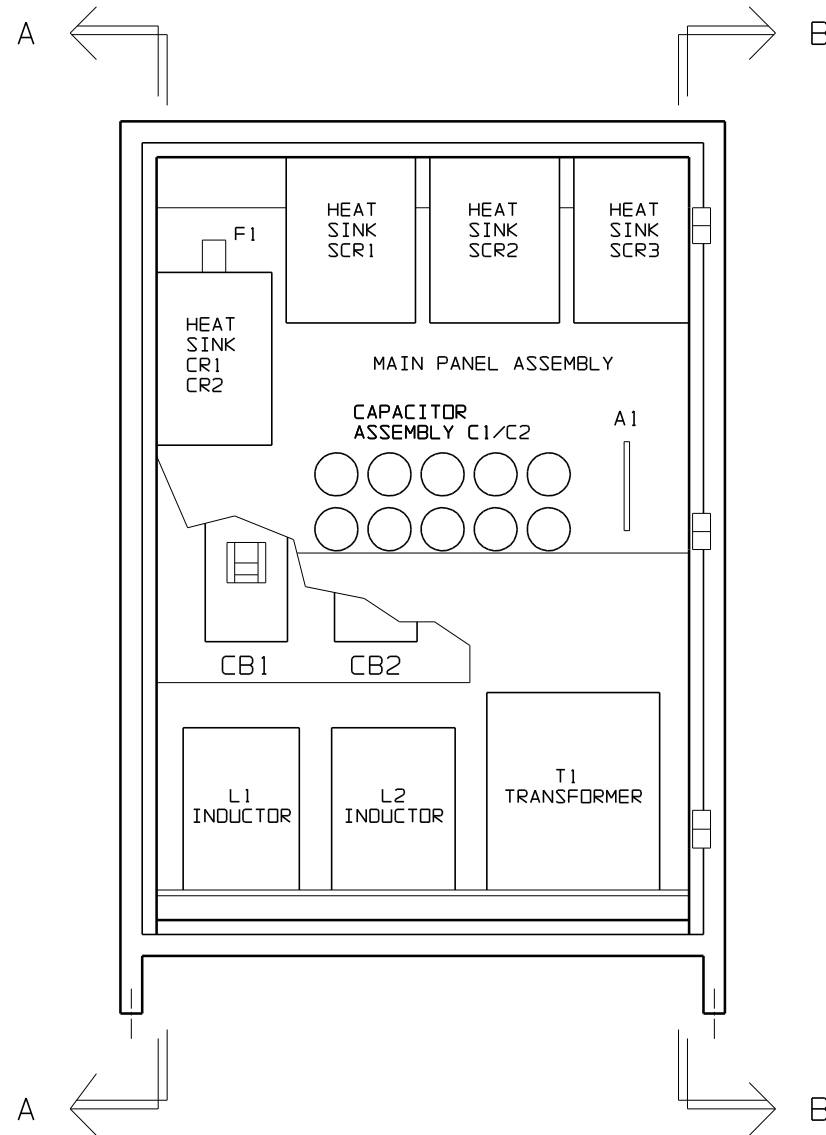 A
B
HEAT
SINK
SCR1
HEAT
SINK
SCR2
HEAT
SINK
SCR3
F1
HEAT
SINK
CR1
CR2
MAIN PANEL ASSEMBLY
CAPACITOR
ASSEMBLY C1/C2
A1
CB1
CB2
L1
INDUCTOR
L2
INDUCTOR
T1
TRANSFORMER
A
B